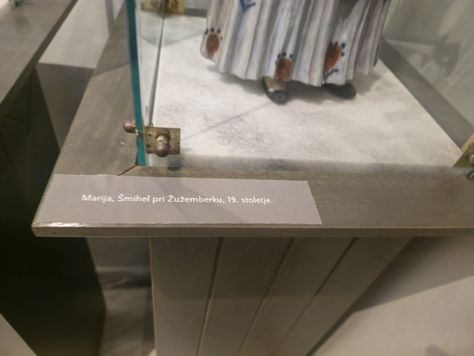 Marija, Šmihel pri Žužemberku, 19. stoletje.